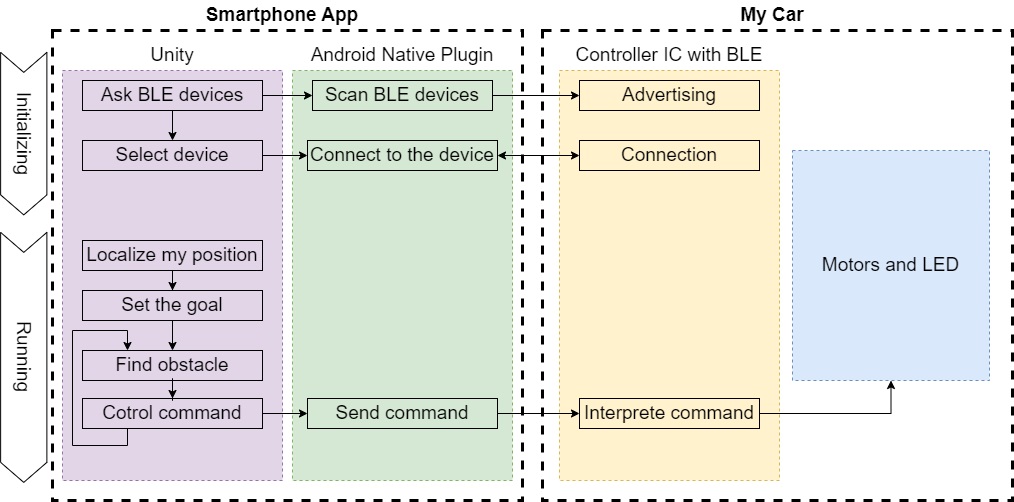 Smartphone App
My Car
Unity
Android Native Plugin
Controller IC with BLE
Initializing
Ask BLE devices
Scan BLE devices
Advertising
Select device
Connect to the device
Connection
Motors and LED
Running
Localize my position
Set the goal
Find obstacle
Cotrol command
Send command
Interprete command